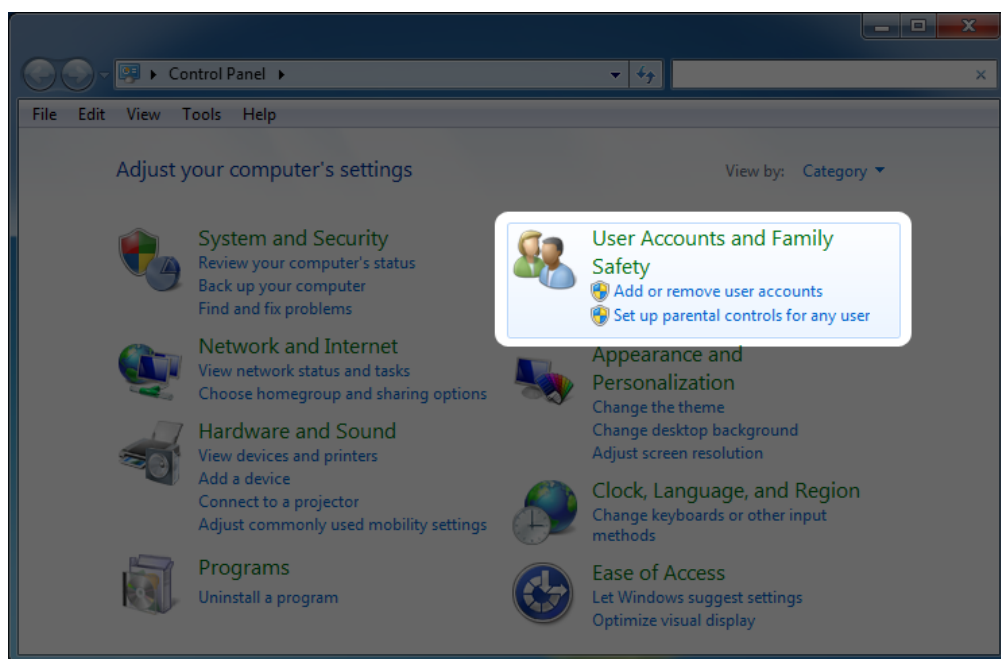 Control Panel
File Edit View Tools Help
Adjust your computer's settings
View by: Category
System and Security
Review your computer's status
Back up your computer
Find and fix problems
Network and Internet
View network status and tasks
Choose homegroup and sharing options
Hardware and Sound
View devices and printers
Add a device
Connect to a projector
Adjust commonly used mobility settings
Programs
Uninstall a program
User Accounts and Family
Safety
Add or remove user accounts
Set up parental controls for any user
Appearance and
Personalization
Change the theme
Change desktop background
Adjust screen resolution
Clock, Language, and Region
Change keyboards or other input
methods
Ease of Access
Let Windows suggest settings
Optimize visual display